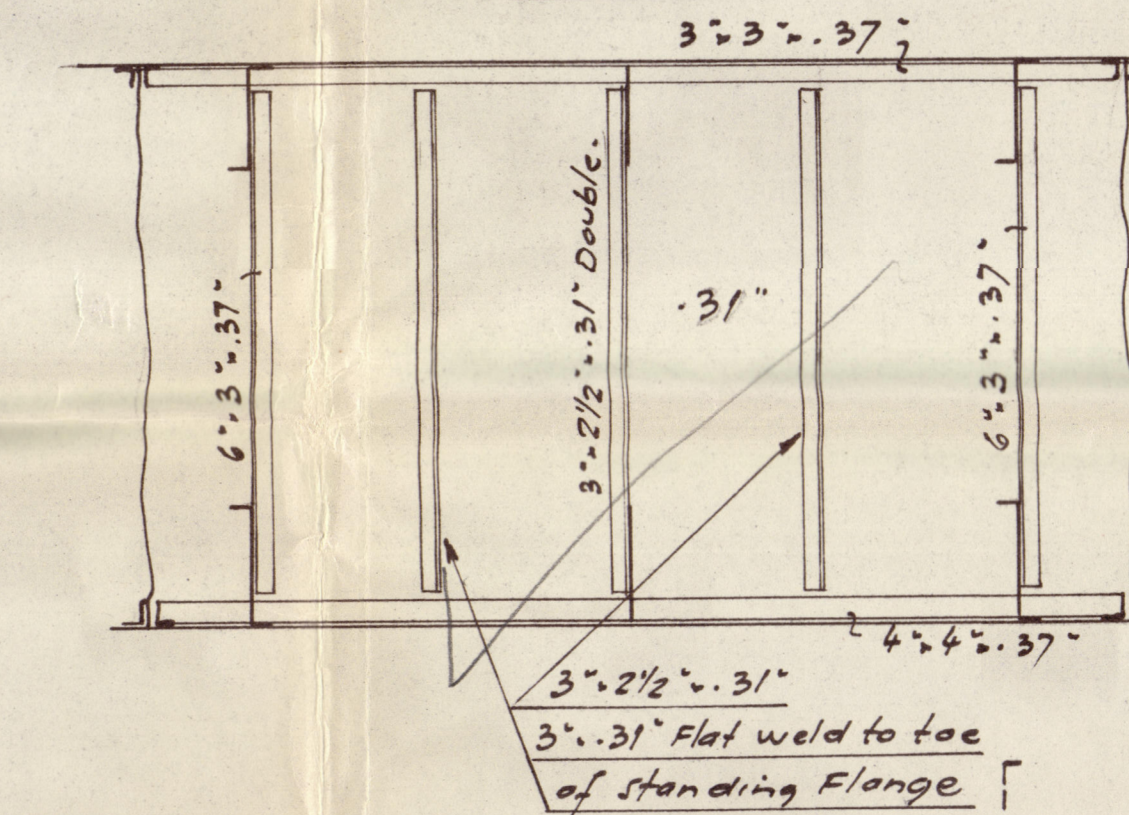 3"x3"x.37"
6"x3"x.37"
3"x2½"x.31" Double.
.31"
6"x3"x.37"
4"x4"x.37"
3"x2½"x.31"
3"x.31" Flat weld to toe
of standing Flange